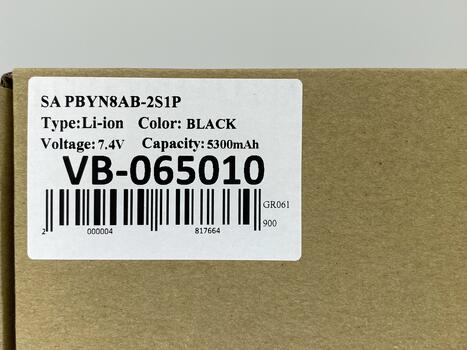 SA PBYN8AB-2S1P
Type:Li-ion Color: BLACK
Voltage: 7.4V Capacity: 5300mAh
VB-065010
GR061
900
2 000004 817664